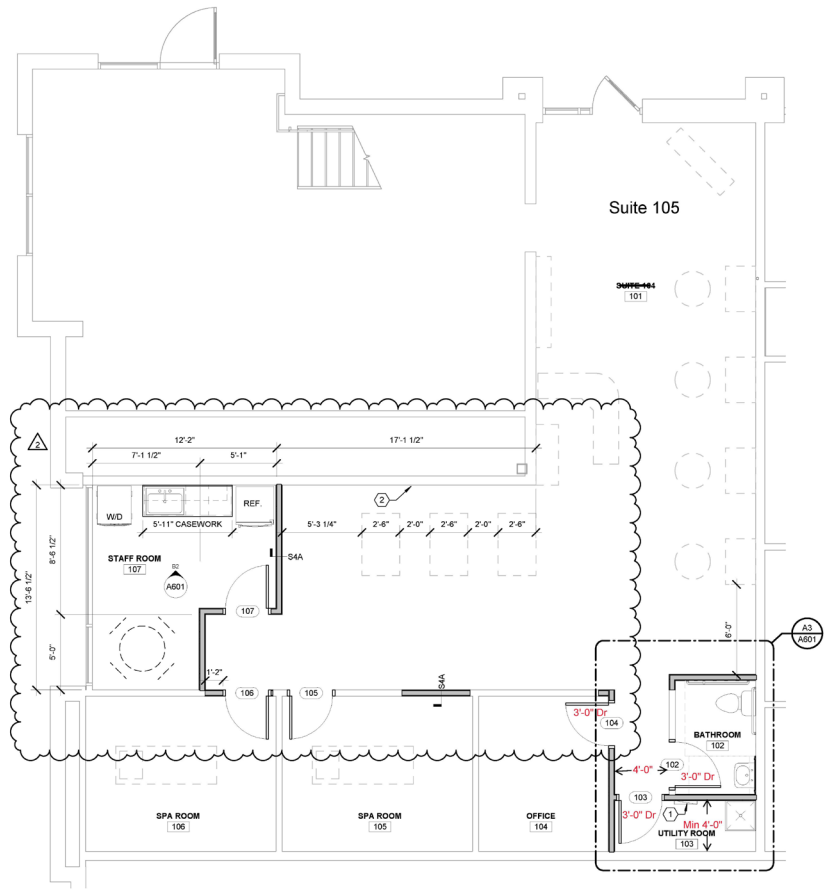 Suite 105
SUITE 104
101
2
12'-2"
17'-1 1/2"
7'-1 1/2"
5'-1"
2
W/D
REF.
5'-11" CASEWORK
5'-3 1/4"
2'-6"
2'-0"
2'-6"
2'-0"
2'-6"
8'-6 1/2"
13'-6 1/2"
STAFF ROOM
107
S4A
B2
A601
107
6'-0"
A3
A601
5'-0"
1'-2"
106
105
S4A
3'-0" Dr
104
BATHROOM
102
102
4'-0"
3'-0" Dr
103
3'-0" Dr
1
Min 4'-0"
UTILITY ROOM
103
SPA ROOM
106
SPA ROOM
105
OFFICE
104